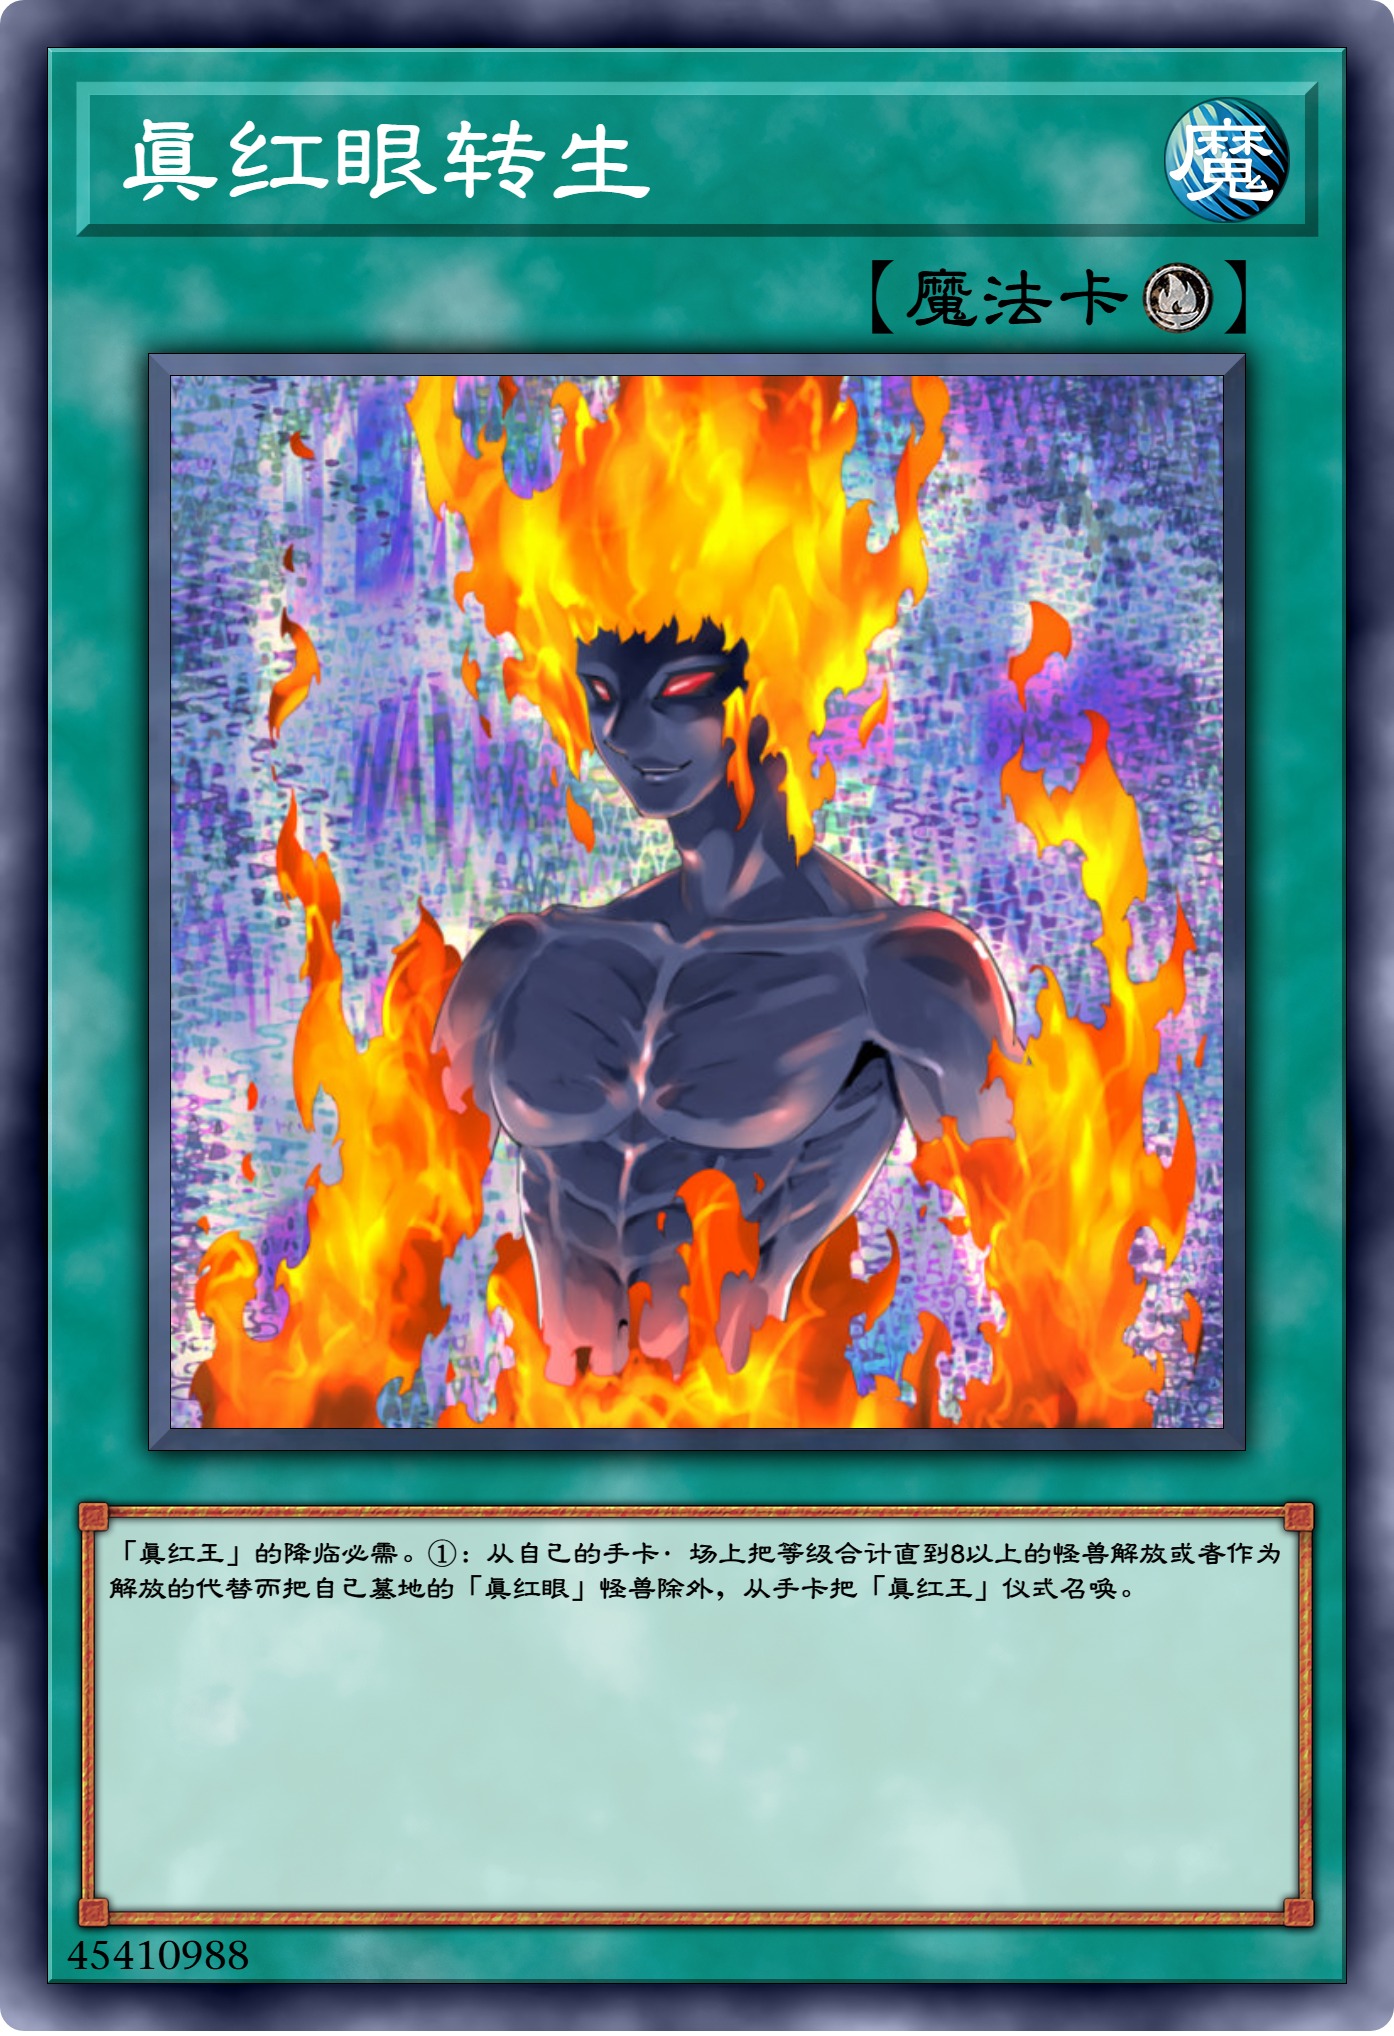 真红眼转生
魔
【魔法卡】
「真红王」的降临必需。①：从自己的手卡·场上把等级合计直到8以上的怪兽解放或者作为
解放的代替而把自己墓地的「真红眼」怪兽除外，从手卡把「真红王」仪式召唤。
45410988